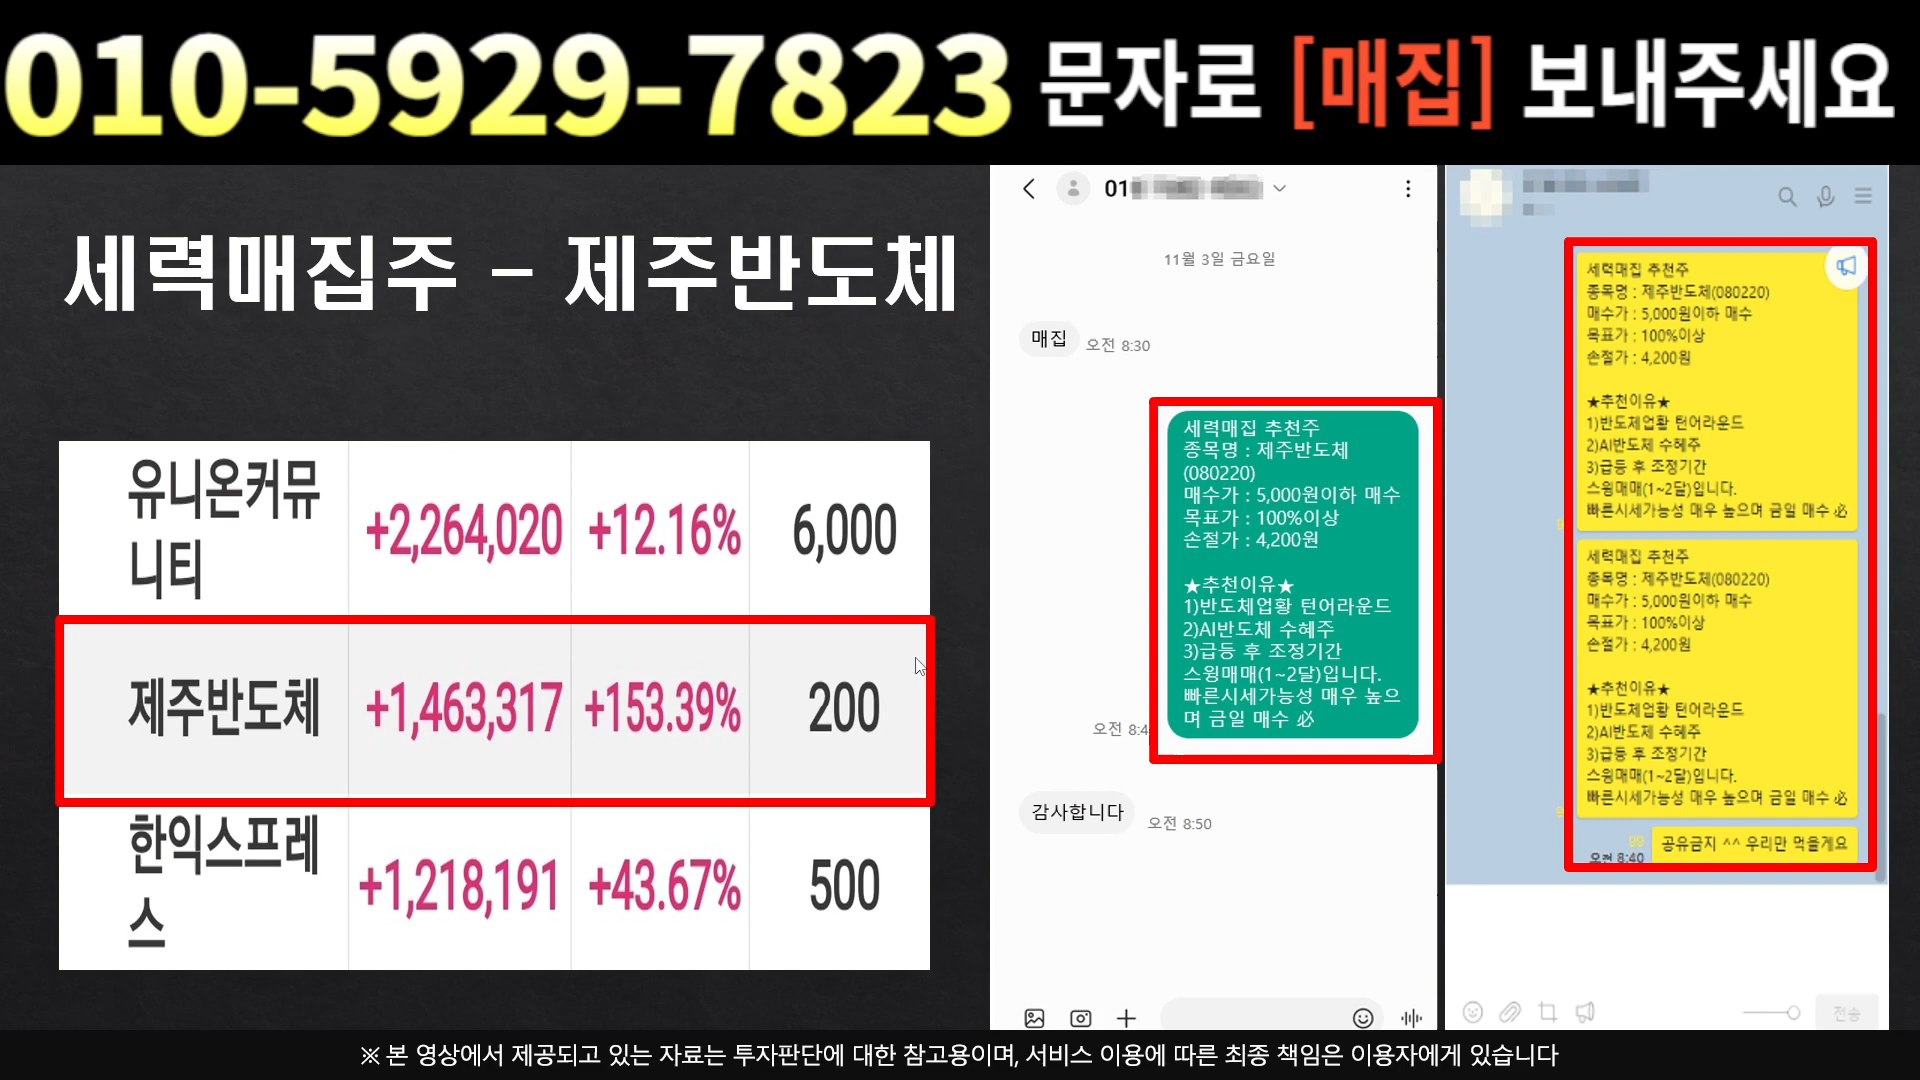 010-5929-7823 문자로 [매집] 보내주세요
세력매집주 - 제주반도체
유니온커뮤
니티
+2,264,020 +12.16% 6,000
제주반도체 +1,463,317 +153.39% 200
한익스프레
스
+1,218,191 +43.67% 500
01
11월 3일 금요일
매집 오전 8:30
세력매집 추천주
종목명 : 제주반도체
(080220)
매수가 : 5,000원이하 매수
목표가 : 100%이상
손절가 : 4,200원
★추천이유★
1)반도체업황 턴어라운드
2)AI반도체 수혜주
3)급등 후 조정기간
스윙매매(1~2달)입니다.
빠른시세가능성 매우 높으
며 금일 매수 必
오전 8:4
감사합니다 오전 8:50
세력매집 추천주
종목명 : 제주반도체(080220)
매수가 : 5,000원이하 매수
목표가 : 100%이상
손절가 : 4,200원
★추천이유★
1)반도체업황 턴어라운드
2)AI반도체 수혜주
3)급등 후 조정기간
스윙매매(1~2달)입니다.
빠른시세가능성 매우 높으며 금일 매수 必
세력매집 추천주
종목명 : 제주반도체(080220)
매수가 : 5,000원이하 매수
목표가 : 100%이상
손절가 : 4,200원
★추천이유★
1)반도체업황 턴어라운드
2)AI반도체 수혜주
3)급등 후 조정기간
스윙매매(1~2달)입니다.
빠른시세가능성 매우 높으며 금일 매수 必
오전 8:40 공유금지 ^^ 우리만 먹을게요
전송
※ 본 영상에서 제공되고 있는 자료는 투자판단에 대한 참고용이며, 서비스 이용에 따른 최종 책임은 이용자에게 있습니다